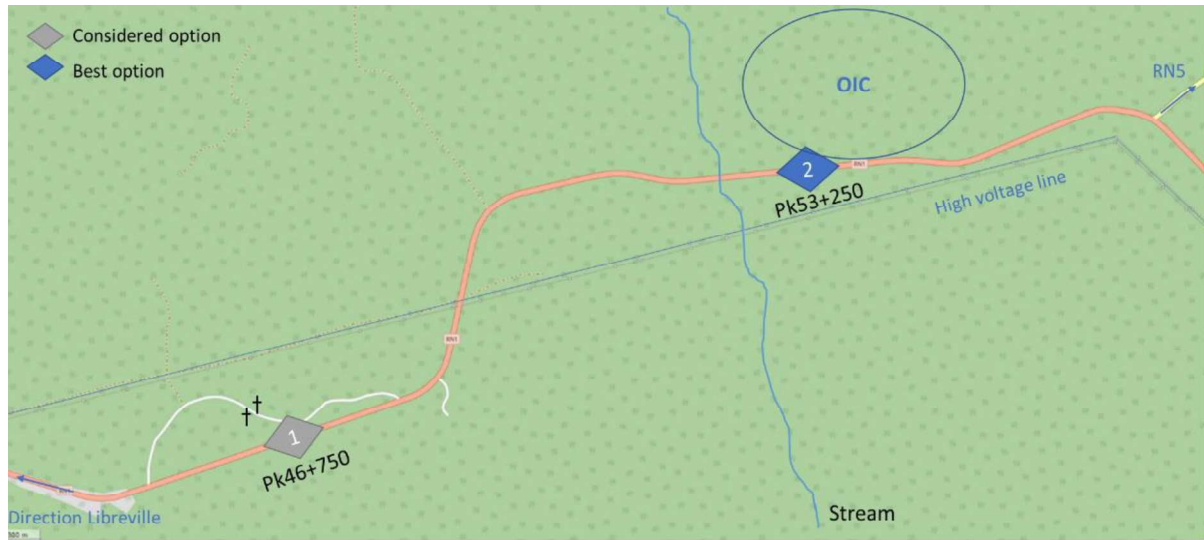 Considered option
Best option
OIC
RN5
2
RN1
Pk53+250
High voltage line
RN1
1
Pk46+750
Direction Libreville
Stream